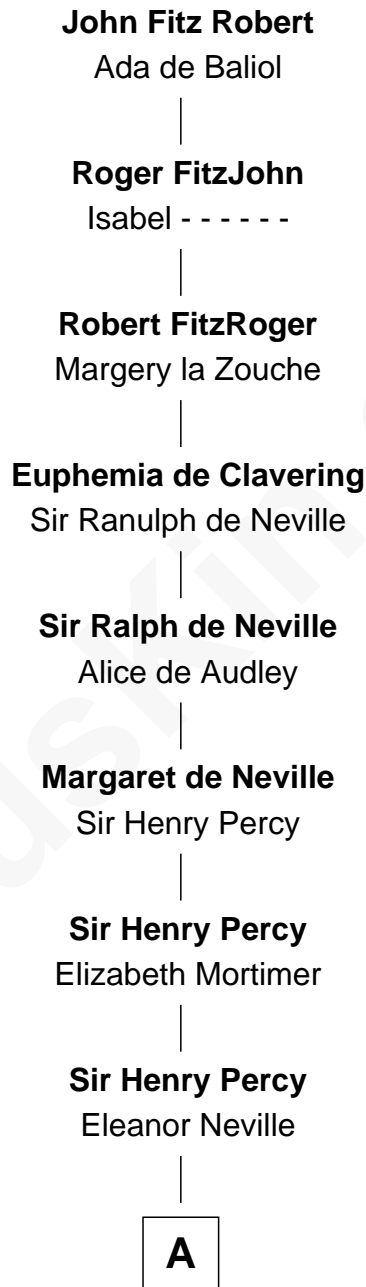 John Fitz Robert
Ada de Baliol
Roger FitzJohn
Isabel - - - - - -
Robert FitzRoger
Margery la Zouche
Euphemia de Clavering
Sir Ranulph de Neville
Sir Ralph de Neville
Alice de Audley
Margaret de Neville
Sir Henry Percy
Sir Henry Percy
Elizabeth Mortimer
Sir Henry Percy
Eleanor Neville
A